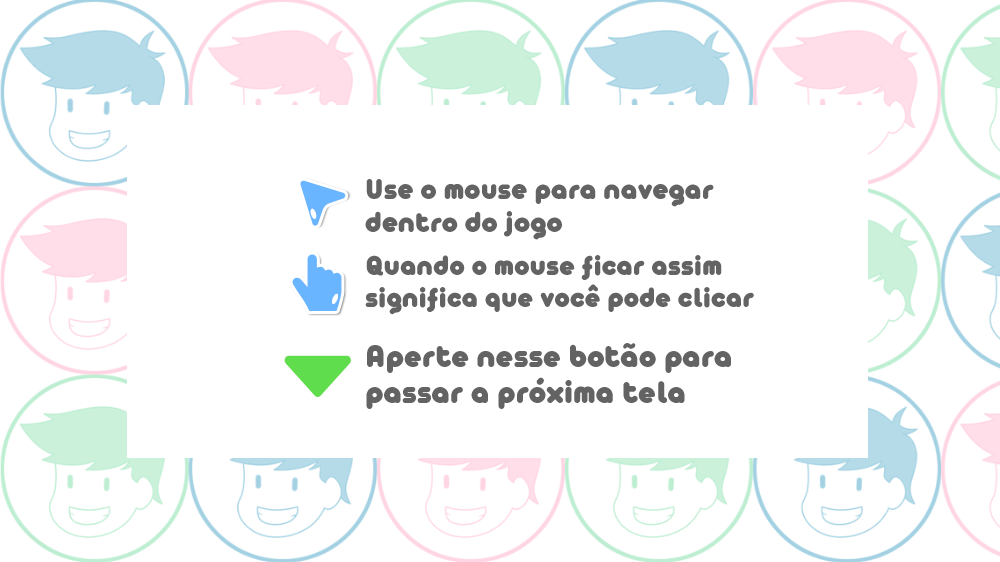 Use o mouse para navegar
dentro do jogo
Quando o mouse ficar assim
significa que você pode clicar
Aperte nesse botão para
passar a próxima tela